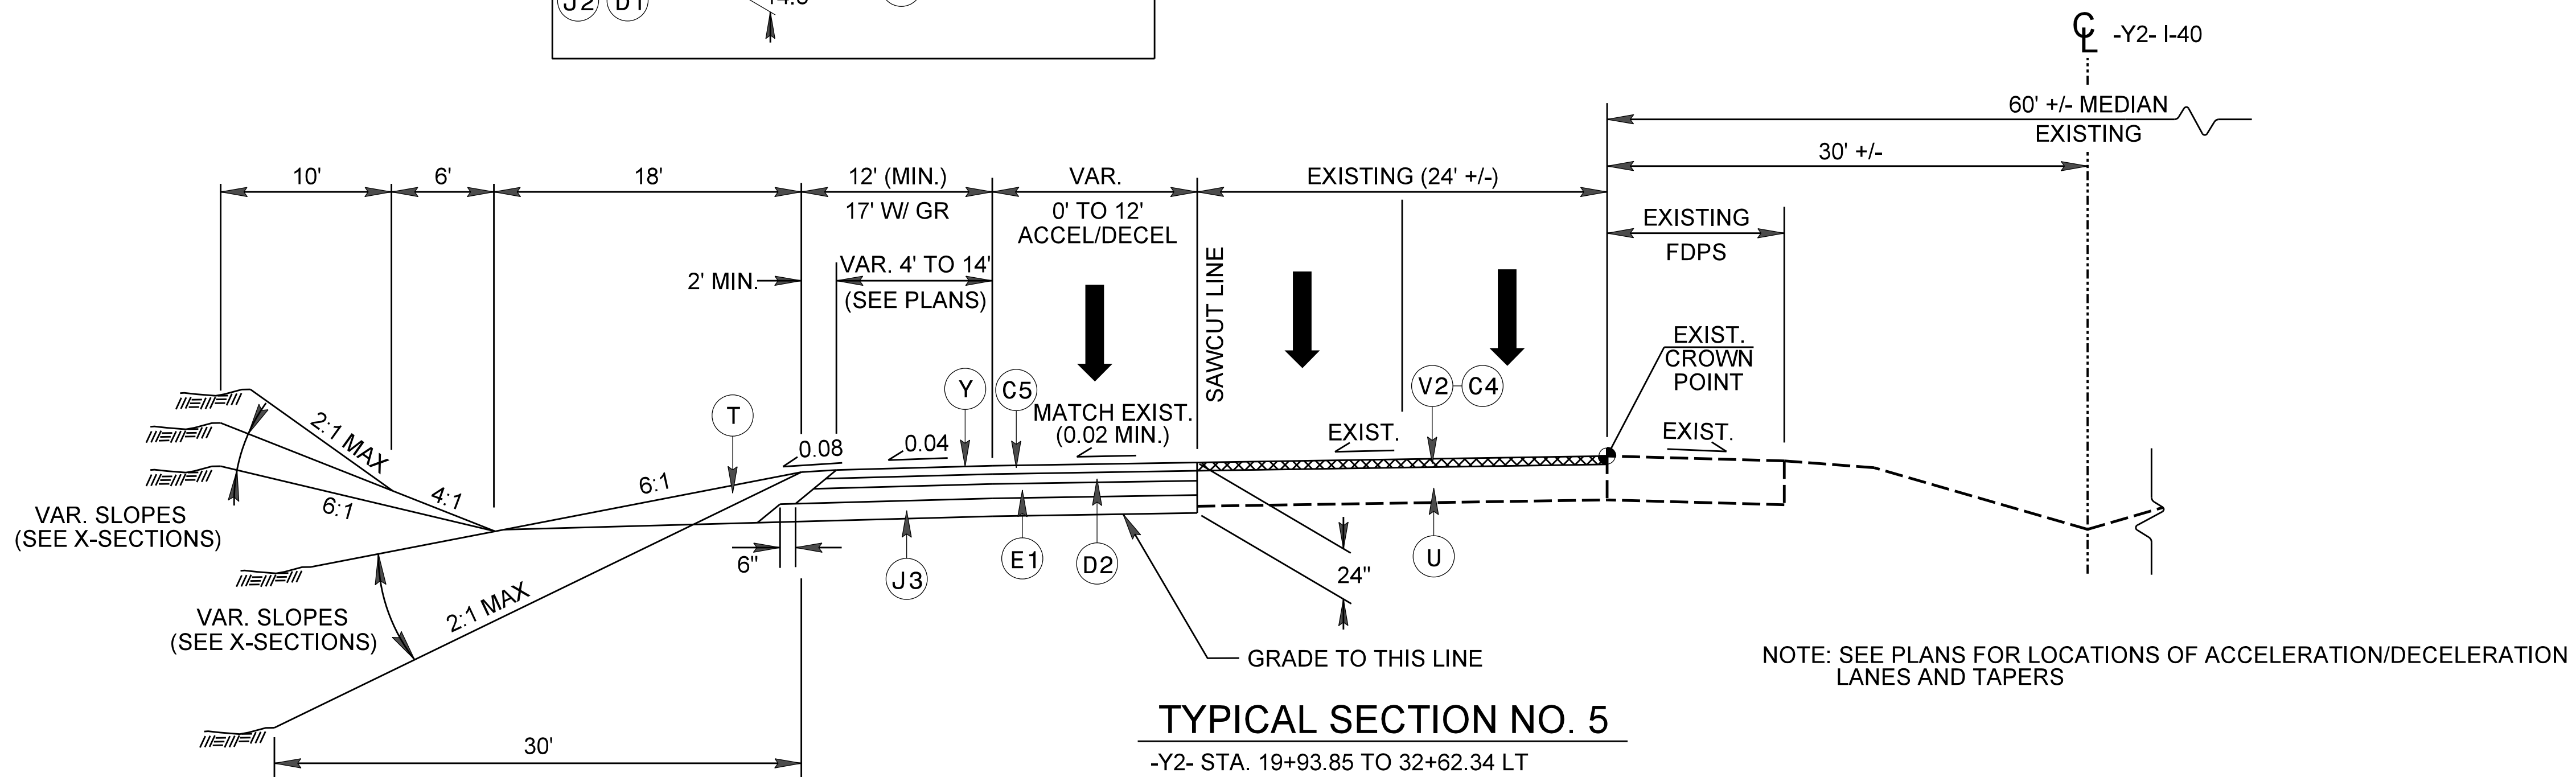 J2 D1
CL -Y2- I-40
60' +/- MEDIAN
EXISTING
30' +/-
10' 6' 18' 12' (MIN.) VAR. EXISTING (24' +/-)
17' W/ GR
0' TO 12'
ACCEL/DECEL
EXISTING
FDPS
2' MIN.
VAR. 4' TO 14'
(SEE PLANS)
SAWCUT LINE
EXIST.
CROWN
POINT
T
Y
C5
V2
C4
MATCH EXIST.
(0.02 MIN.)
EXIST.
EXIST.
0.08
0.04
2:1 MAX
4:1
6:1
6:1
VAR. SLOPES
(SEE X-SECTIONS)
6"
J3
E1
D2
24"
U
VAR. SLOPES
(SEE X-SECTIONS)
2:1 MAX
GRADE TO THIS LINE
NOTE: SEE PLANS FOR LOCATIONS OF ACCELERATION/DECELERATION
LANES AND TAPERS
TYPICAL SECTION NO. 5
30'
-Y2- STA. 19+93.85 TO 32+62.34 LT